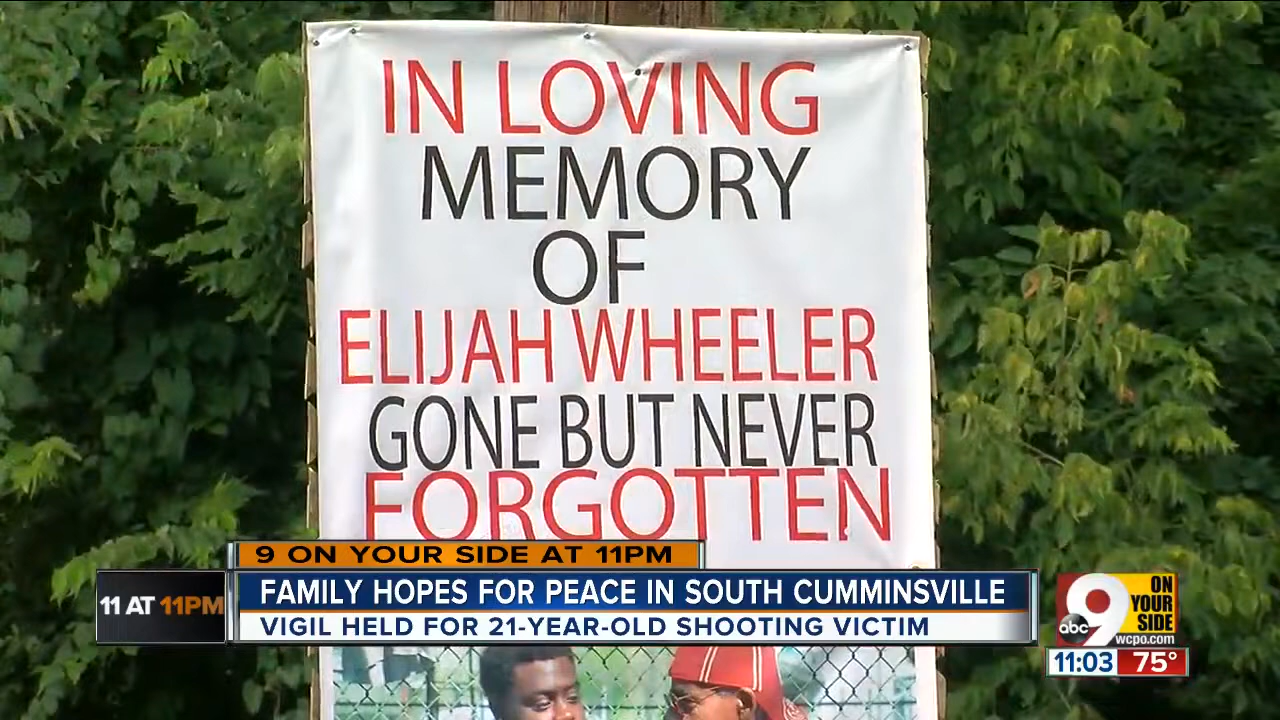 IN LOVING
MEMORY
OF
ELIJAH WHEELER
GONE BUT NEVER
FORGOTTEN
9 ON YOUR SIDE AT 11PM
11 AT 11PM
FAMILY HOPES FOR PEACE IN SOUTH CUMMINSVILLE
VIGIL HELD FOR 21-YEAR-OLD SHOOTING VICTIM
abc 9 ON
YOUR
SIDE
wcpo.com
11:03 75°